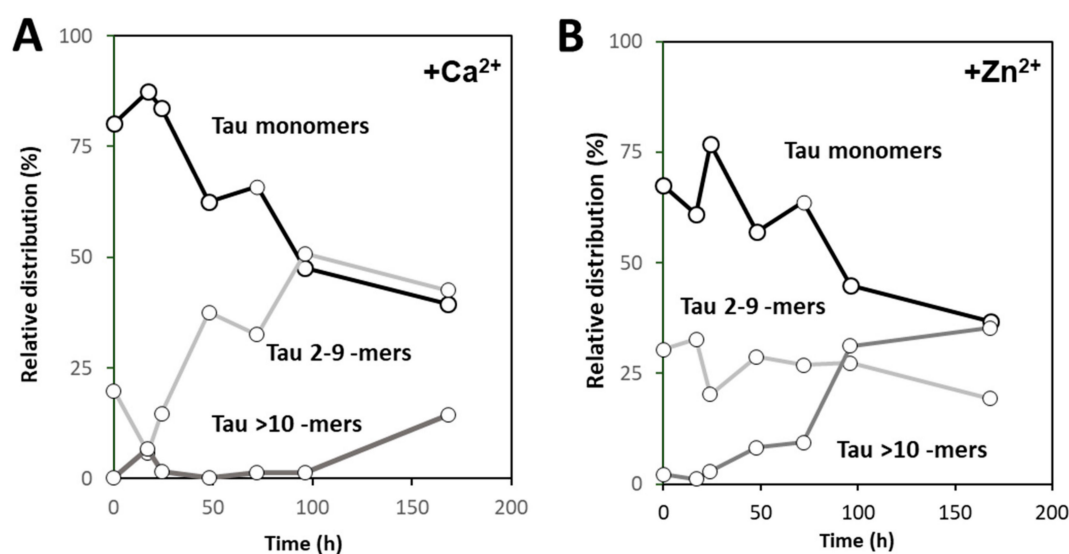 A
B
100
75
50
25
0
0
50
100
150
200
Relative distribution (%)
Time (h)
+Ca²⁺
Tau monomers
Tau 2-9 -mers
Tau >10 -mers
100
75
50
25
0
0
50
100
150
200
Relative distribution (%)
Time (h)
+Zn²⁺
Tau monomers
Tau 2-9 -mers
Tau >10 -mers